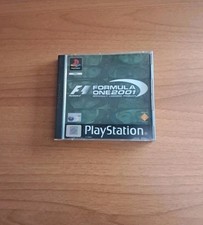 F1 FORMULA
ONE 2001
PlayStation